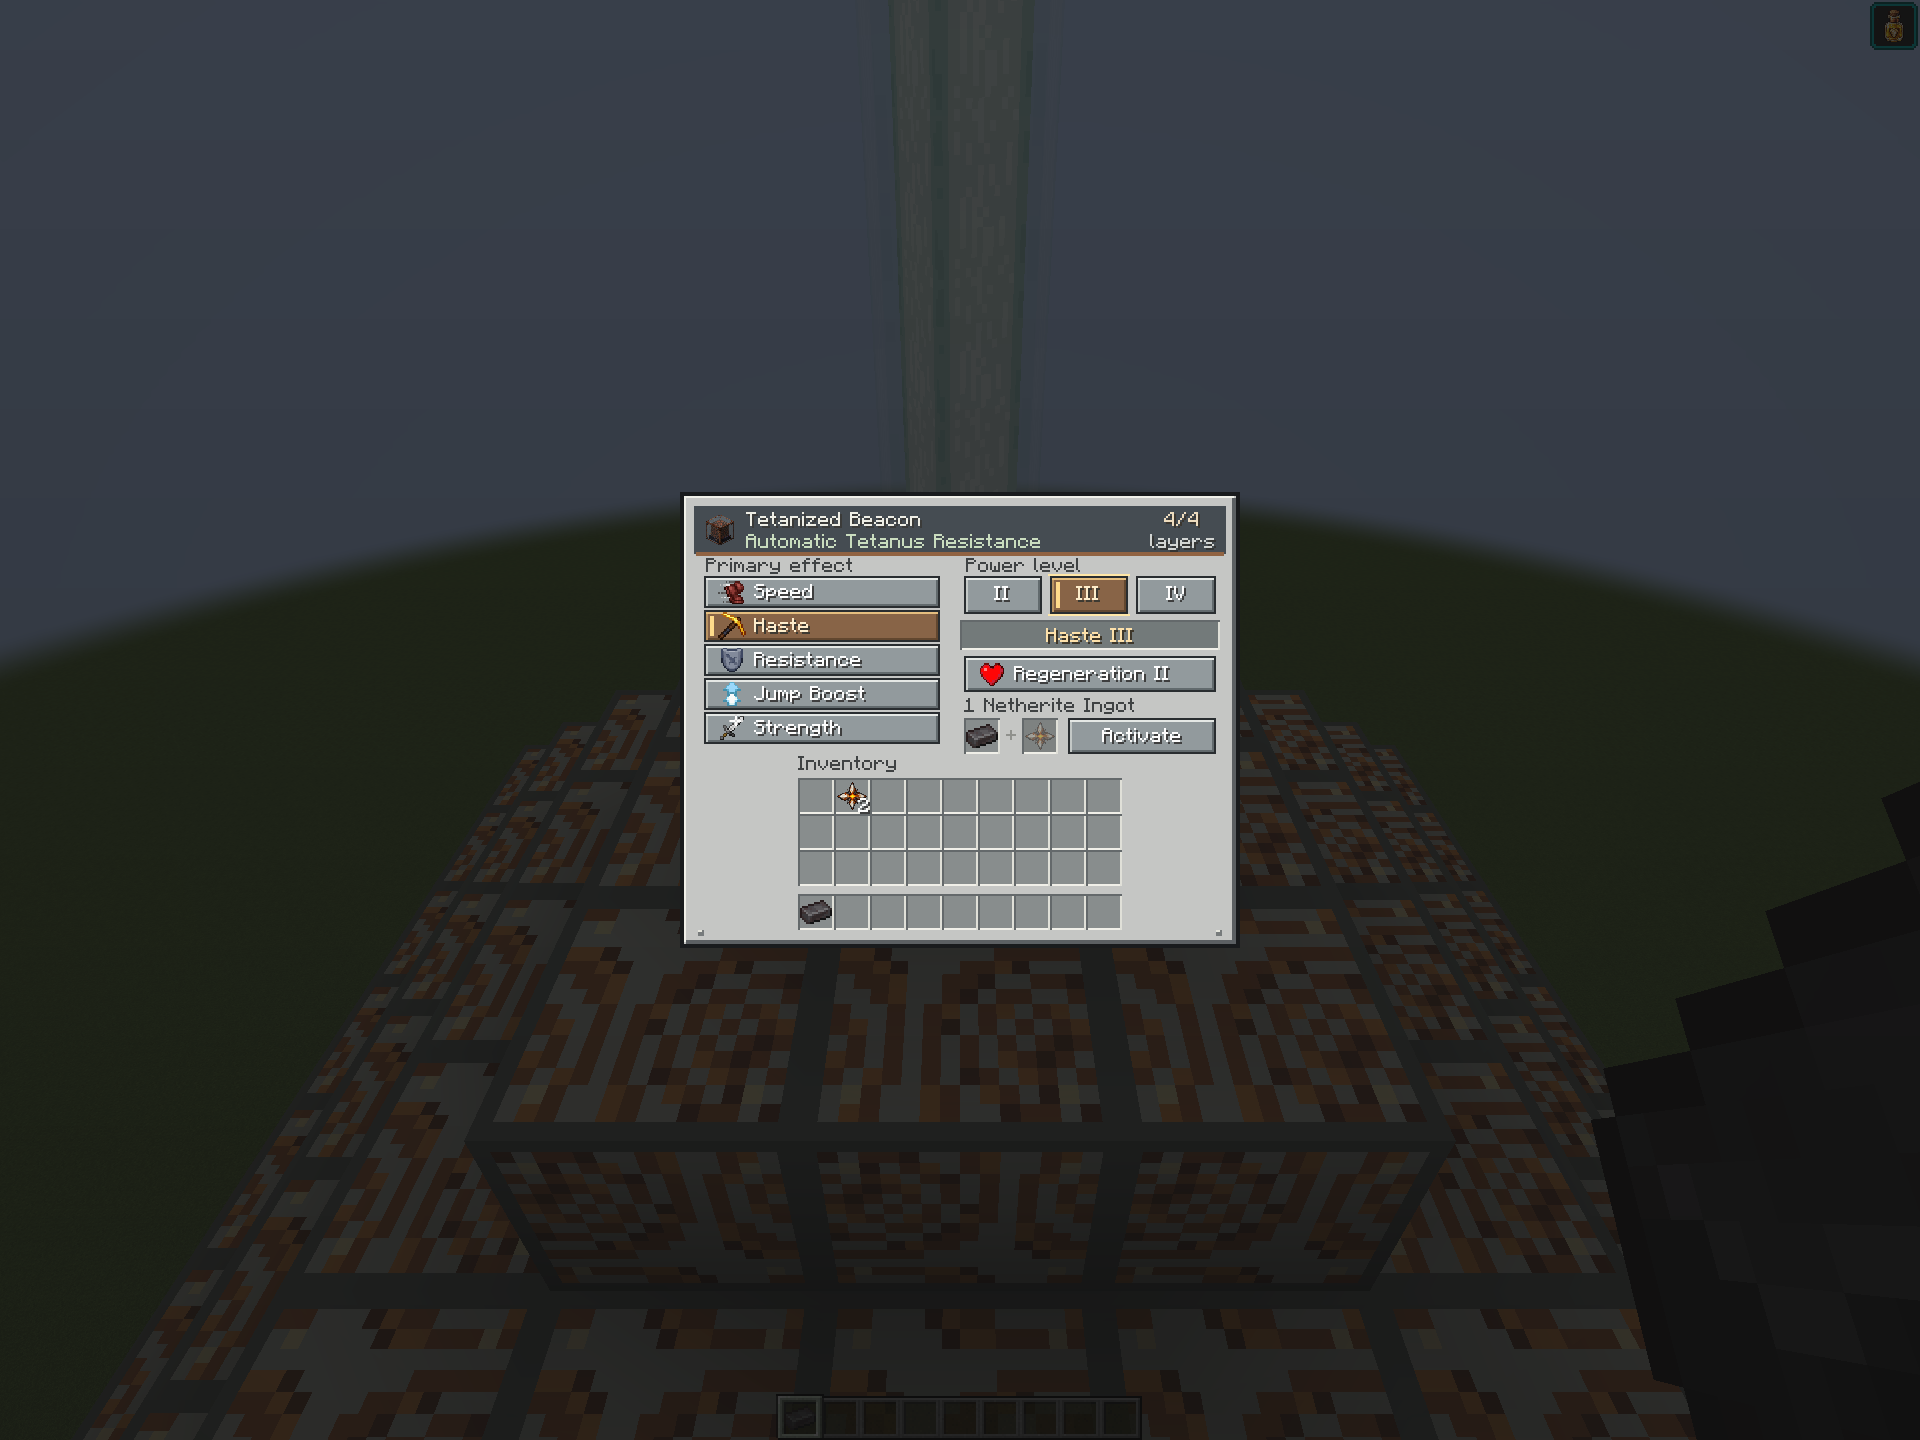 Tetanized Beacon
Automatic Tetanus Resistance
4/4
layers
Primary effect
Speed
Haste
Resistance
Jump Boost
Strength
Power level
II
III
IV
Haste III
Regeneration II
1 Netherite Ingot
+
Activate
Inventory
2